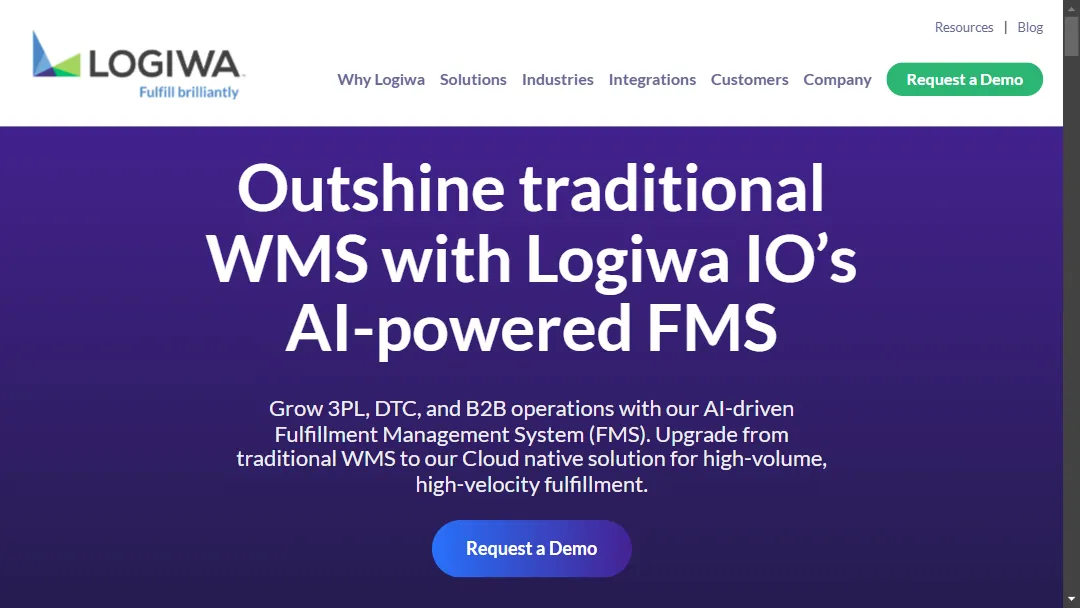 Resources | Blog
LOGIWA
Fulfill brilliantly
Why Logiwa Solutions Industries Integrations Customers Company Request a Demo
Outshine traditional
WMS with Logiwa IO’s
AI-powered FMS
Grow 3PL, DTC, and B2B operations with our AI-driven
Fulfillment Management System (FMS). Upgrade from
traditional WMS to our Cloud native solution for high-volume,
high-velocity fulfillment.
Request a Demo